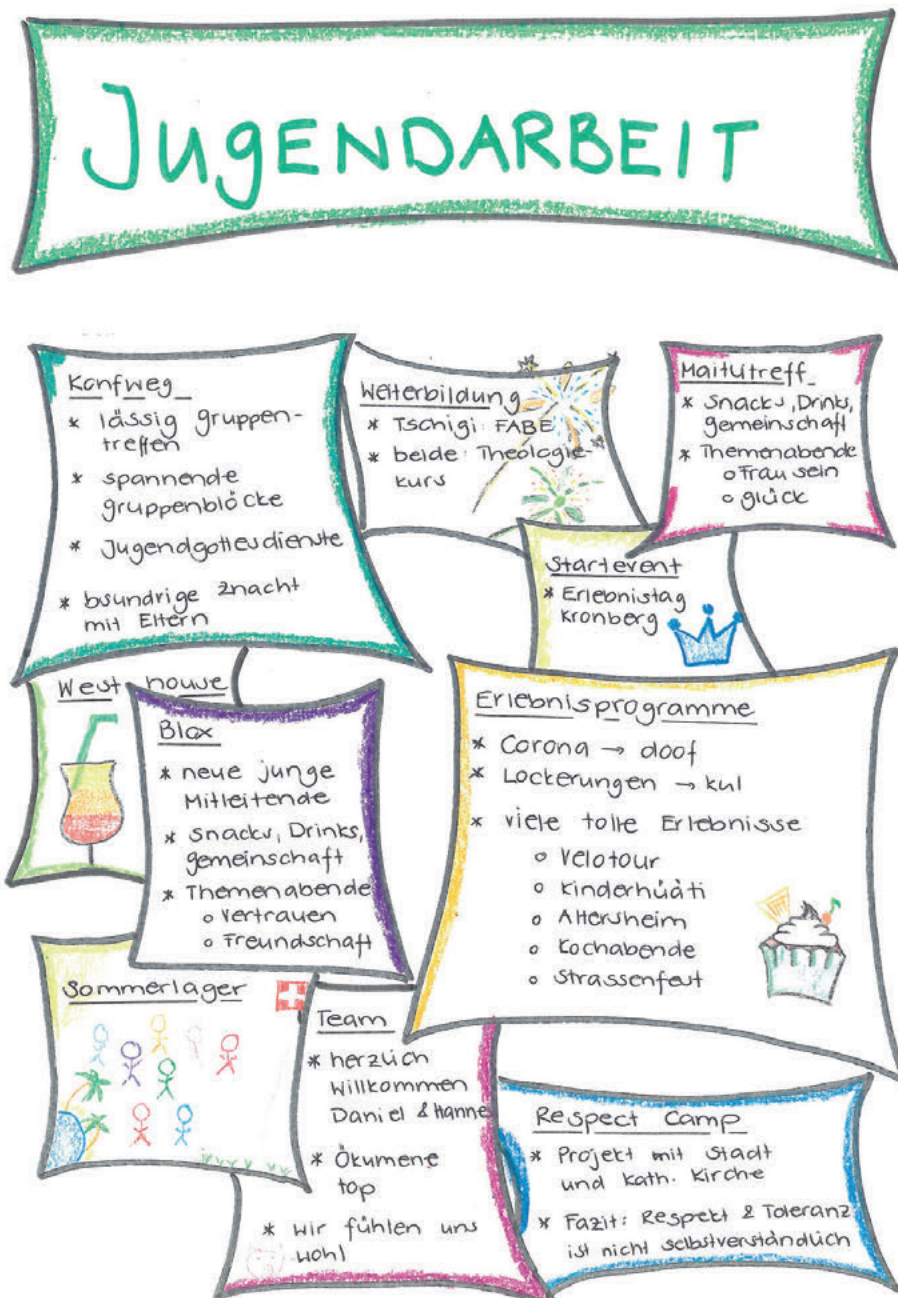 JUGENDARBEIT
Konfweg
* lässig gruppen-
treffen
* spannende
gruppenblöcke
* Jugendgottesdienste
* bsundrige znacht
mit Eltern
Weiterbildung
* Tschigi: FABE
* beide: Theologie-
kurs
Maitlitreff
* Snacks, Drinks,
gemeinschaft
* Themenabende
o Frau sein
o glück
Startevent
* Erlebnistag
Kronberg
West house
Blox
* neue junge
Mitleitende
* Snacks, Drinks,
gemeinschaft
* Themenabende
o Vertrauen
o Freundschaft
Erlebnisprogramme
* Corona → doof
* Lockerungen → kul
* viele tolle Erlebnisse
o Velotour
o Kinderhüäti
o Altersheim
o Kochabende
o Strassenfest
Sommerlager
Team
* herzlich
Willkommen
Daniel & Hanne
* Ökumene
top
* Wir fühlen uns
wohl
Respect Camp
* Projekt mit Stadt
und kath. Kirche
* Fazit: Respekt & Toleranz
ist nicht selbstverständlich